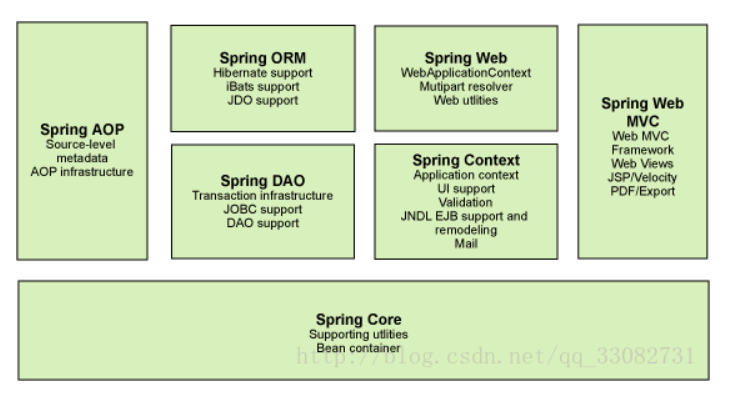 Spring AOP
Source-level
metadata
AOP infrastructure
Spring ORM
Hibernate support
iBats support
JDO support
Spring DAO
Transaction infrastructure
JOBC support
DAO support
Spring Web
WebApplicationContext
Mutipart resolver
Web utlities
Spring Context
Application context
UI support
Validation
JNDL EJB support and
remodeling
Mail
Spring Web
MVC
Web MVC
Framework
Web Views
JSP/Velocity
PDF/Export
Spring Core
Supporting utlities
Bean container
http://blog.csdn.net/qq_33082731